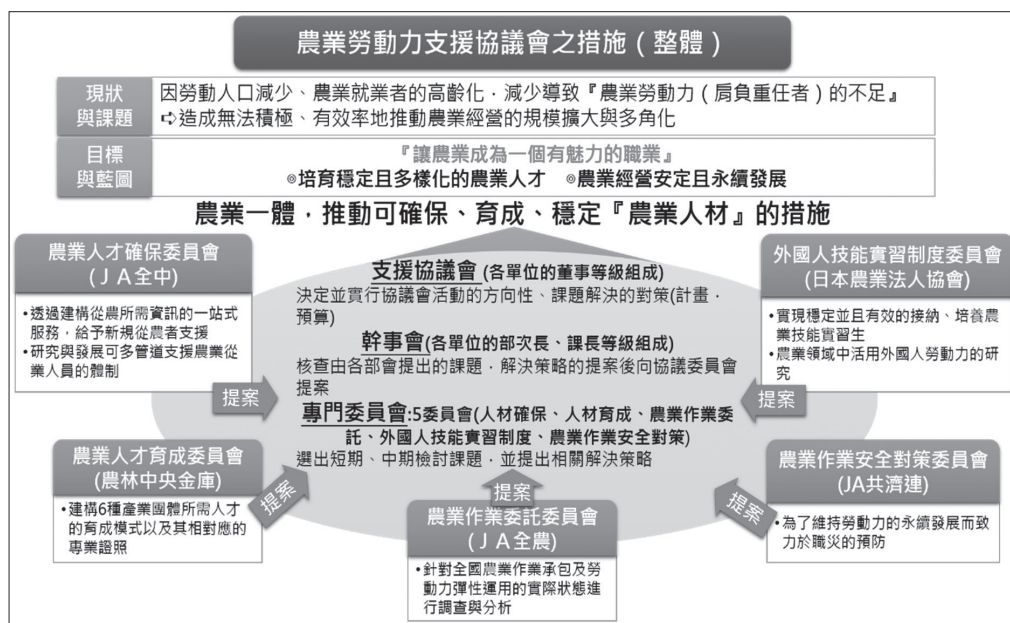 農業勞動力支援協議會之措施(整體)
現狀
與課題
因勞動人口減少、農業就業者的高齡化，減少導致『農業勞動力(肩負重任者)的不足』
➪造成無法積極、有效率地推動農業經營的規模擴大與多角化
目標
與藍圖
『讓農業成為一個有魅力的職業』
◎培育穩定且多樣化的農業人才 ◎農業經營安定且永續發展
農業一體，推動可確保、育成、穩定『農業人材』的措施
農業人才確保委員會
(ＪＡ全中)
•透過建構從農所需資訊的一站式
服務，給予新規從農者支援
•研究與發展可多管道支援農業從
業人員的體制
提案
支援協議會(各單位的董事等級組成)
決定並實行協議會活動的方向性、課題解決的對策(計畫，
預算)
幹事會(各單位的部次長、課長等級組成)
核查由各部會提出的課題，解決策略的提案後向協議委員會
提案
專門委員會:5委員會(人材確保、人材育成、農業作業委
託、外國人技能實習制度、農業作業安全對策)
選出短期、中期檢討課題，並提出相關解決策略
外國人技能實習制度委員會
(日本農業法人協會)
•實現穩定並且有效的接納、培養農
業技能實習生
•農業領域中活用外國人勞動力的研
究
提案
農業人才育成委員會
(農林中央金庫)
•建構6種產業團體所需人才
的育成模式以及其相對應的
專業證照
提案
提案
農業作業委託委員會
(ＪＡ全農)
•針對全國農業作業承包及勞
動力彈性運用的實際狀態進
行調查與分析
提案
農業作業安全對策委員會
(JA共濟連)
•為了維持勞動力的永續發展而致
力於職災的預防